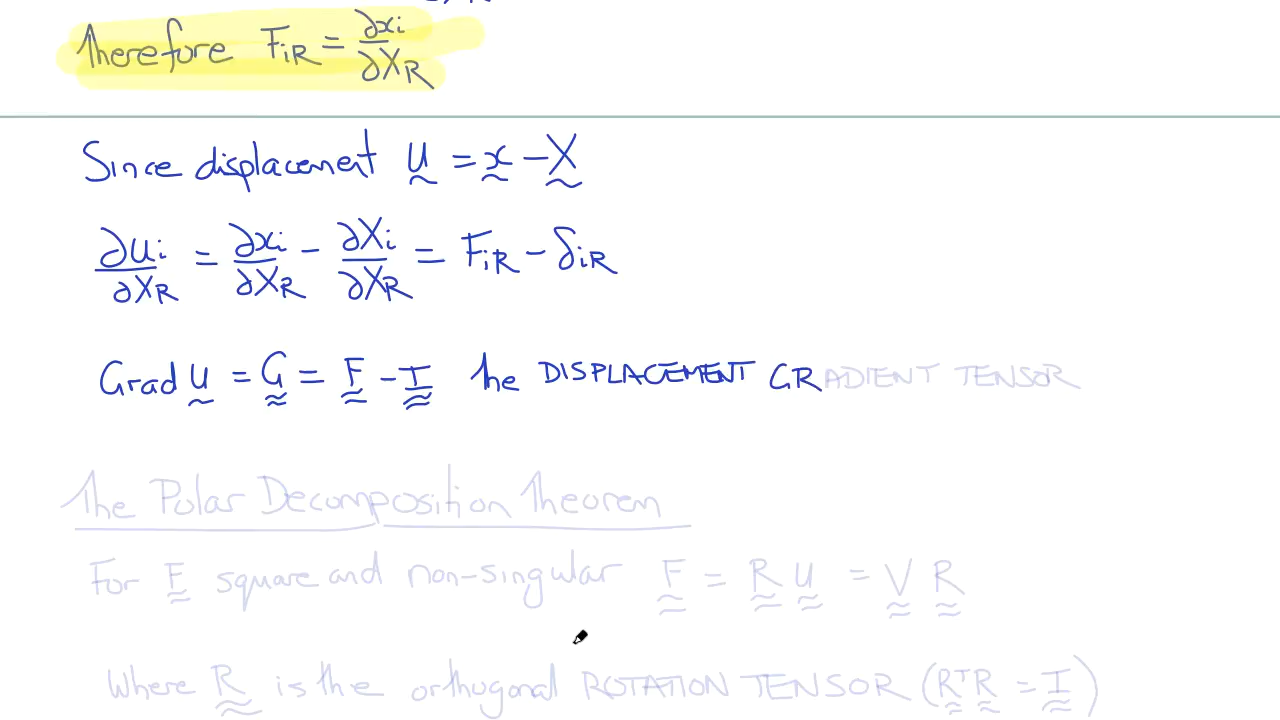 Therefore F_iR = ∂x_i/∂X_R
Since displacement u = x - X
∂u_i/∂X_R = ∂x_i/∂X_R - ∂X_i/∂X_R = F_iR - δ_iR
Grad u = G = F - I the DISPLACEMENT GRADIENT TENSOR
The Polar Decomposition Theorem
For F square and non-singular F = R U = V R
Where R is the orthogonal ROTATION TENSOR (RᵀR = I)